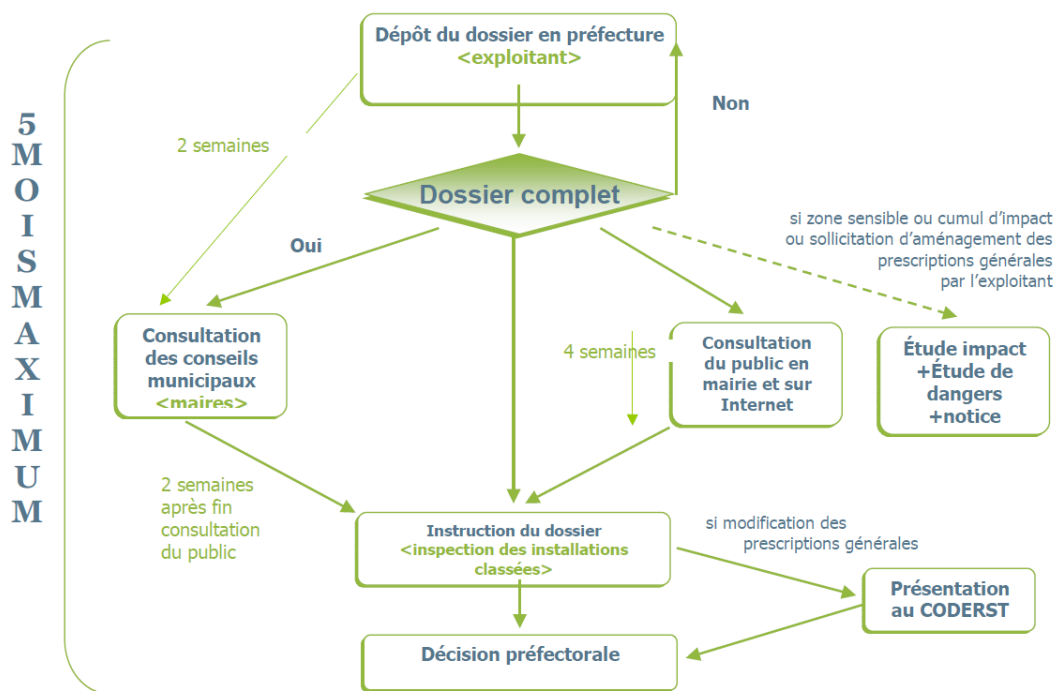 5
M
O
I
S
M
A
X
I
M
U
M
Dépôt du dossier en préfecture
<exploitant>
Non
2 semaines
Dossier complet
Oui
si zone sensible ou cumul d'impact
ou sollicitation d'aménagement des
prescriptions générales
par l'exploitant
Consultation
des conseils
municipaux
<maires>
4 semaines
Consultation
du public en
mairie et sur
Internet
Étude impact
+Étude de
dangers
+notice
2 semaines
après fin
consultation
du public
Instruction du dossier
<inspection des installations
classées>
si modification des
prescriptions générales
Présentation
au CODERST
Décision préfectorale